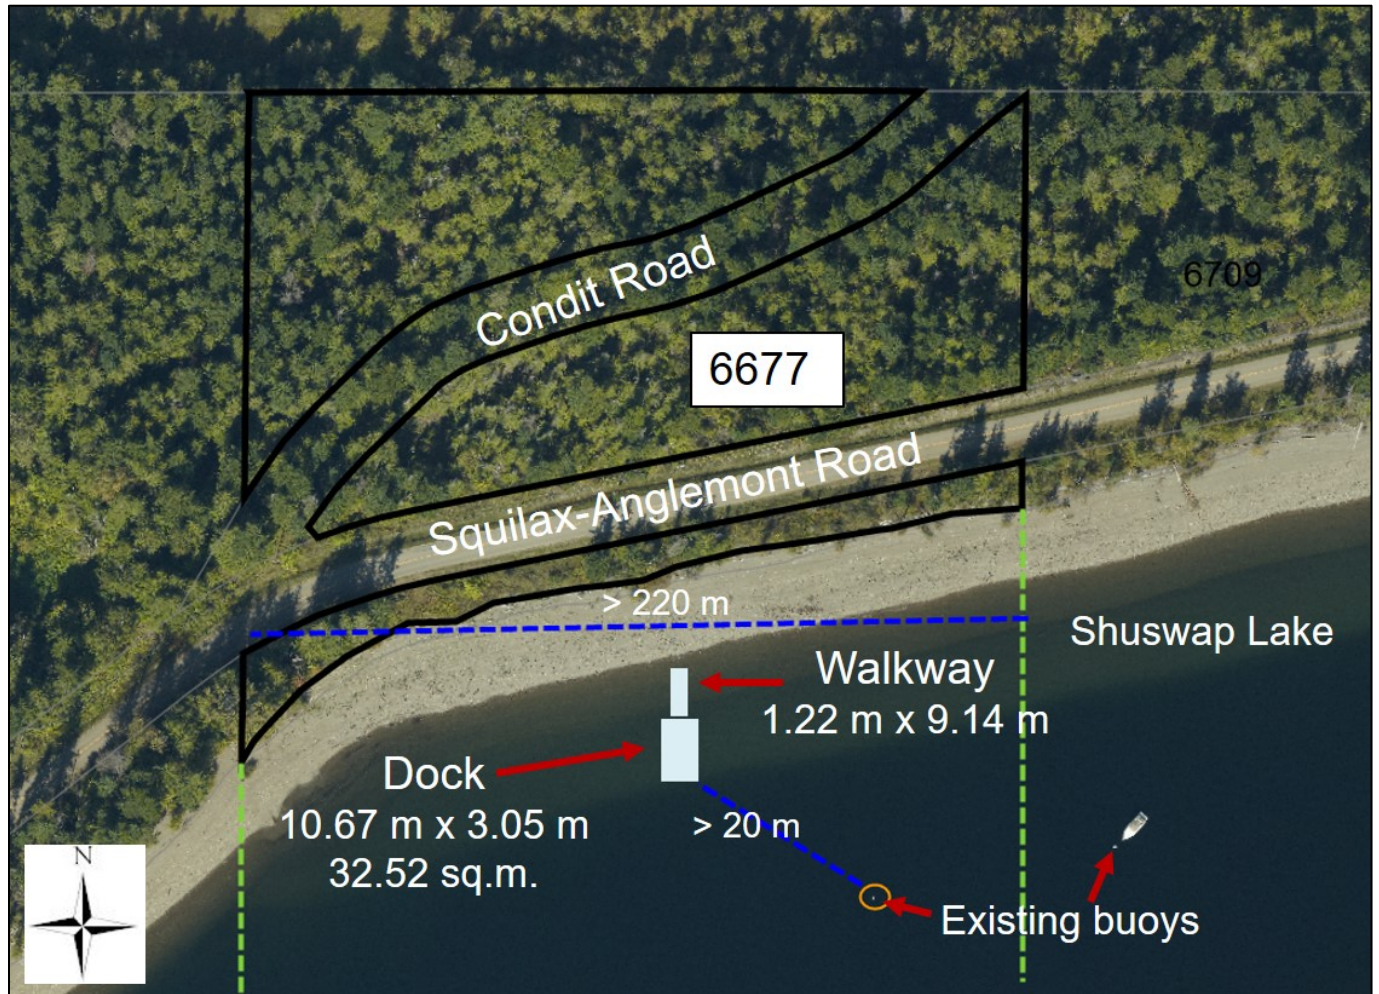 Condit Road
6709
6677
Squilax-Anglemont Road
> 220 m
Shuswap Lake
Walkway
1.22 m x 9.14 m
Dock
10.67 m x 3.05 m
32.52 sq.m.
> 20 m
N
Existing buoys